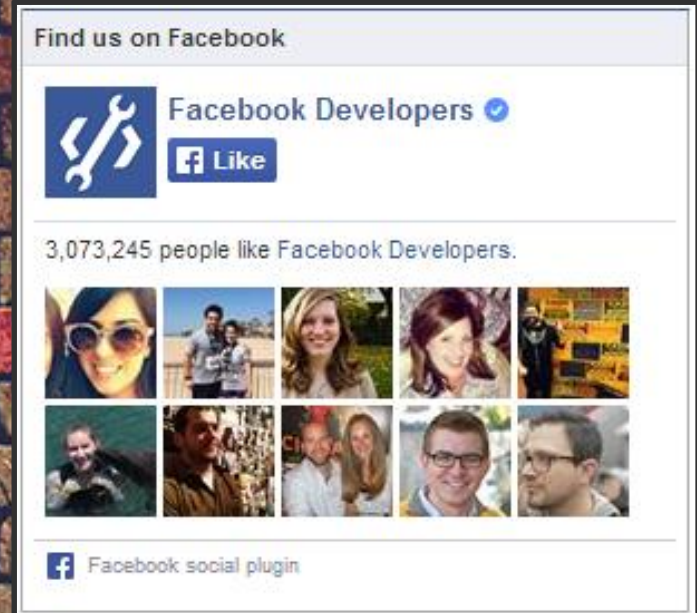 Find us on Facebook
Facebook Developers
Like
3,073,245 people like Facebook Developers.
Facebook social plugin